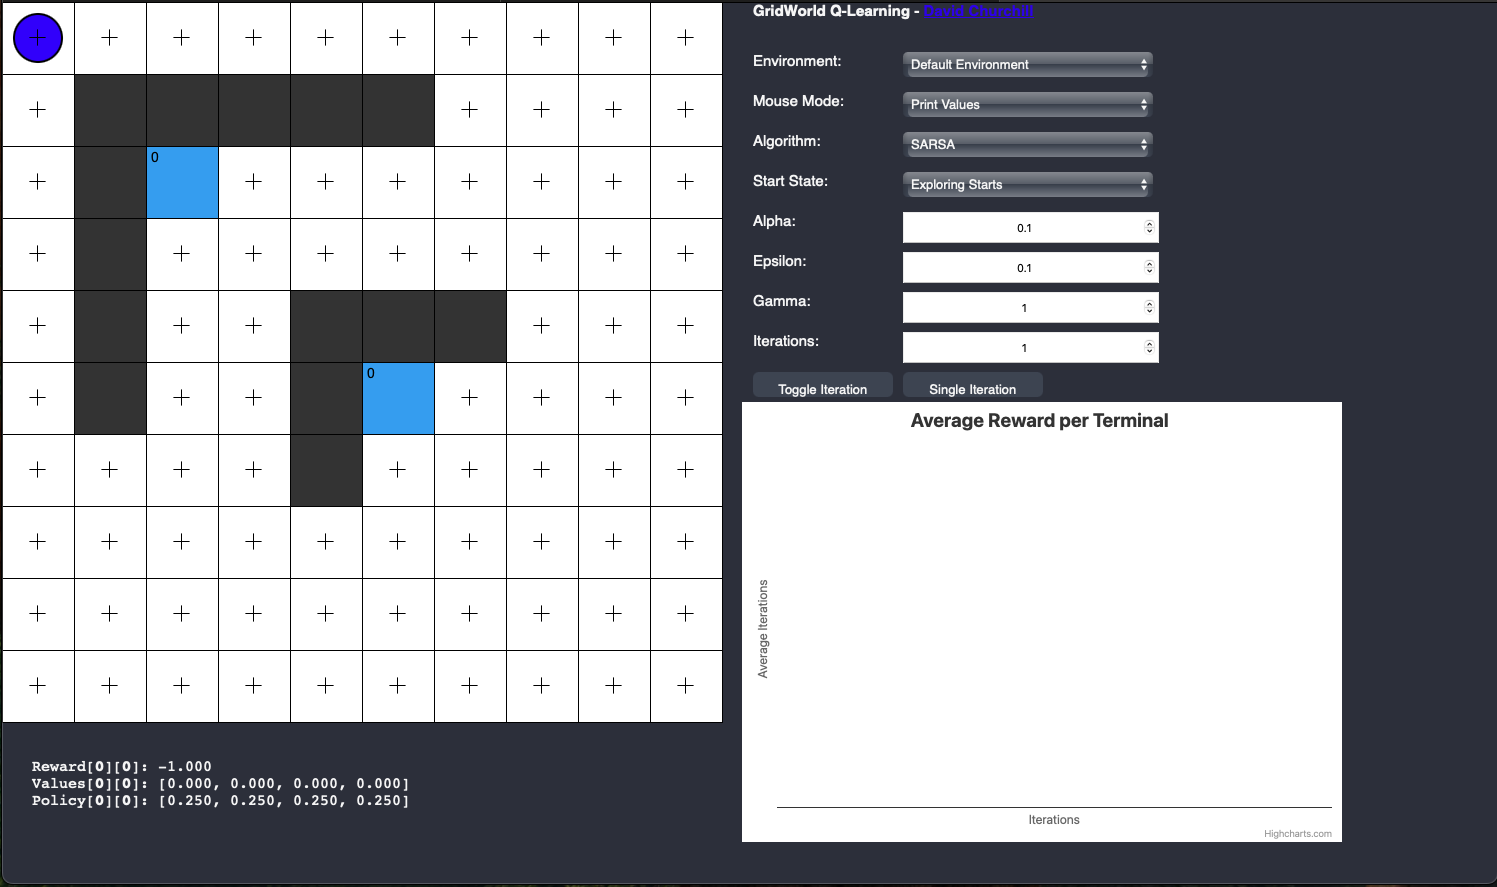 GridWorld Q-Learning - David Churchill
Environment: Default Environment
Mouse Mode: Print Values
Algorithm: SARSA
Start State: Exploring Starts
Alpha: 0.1
Epsilon: 0.1
Gamma: 1
Iterations: 1
Toggle Iteration Single Iteration
0
0
Average Reward per Terminal
Average Iterations
Iterations
Highcharts.com
Reward[0][0]: -1.000
Values[0][0]: [0.000, 0.000, 0.000, 0.000]
Policy[0][0]: [0.250, 0.250, 0.250, 0.250]